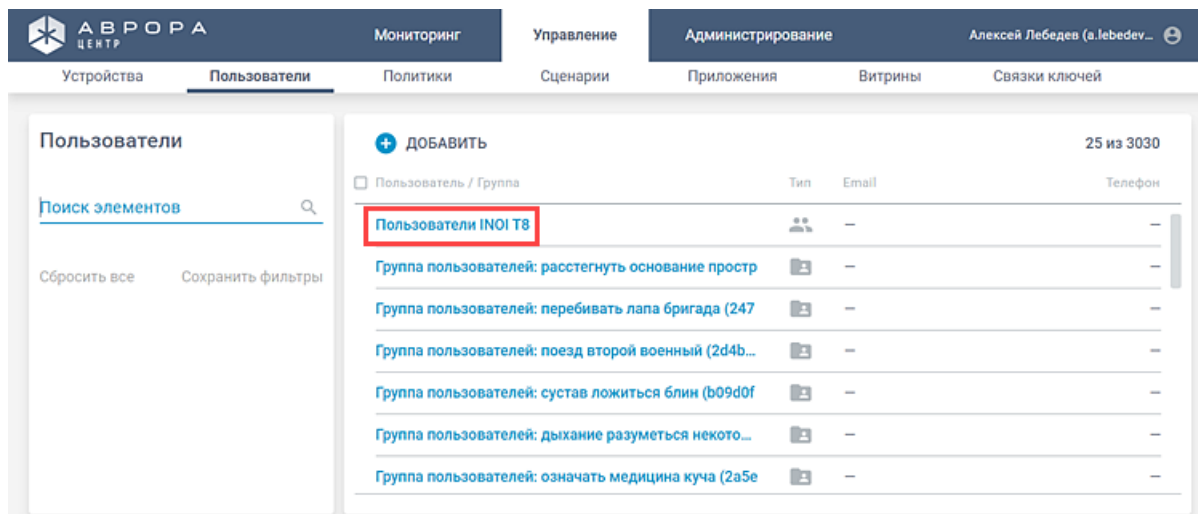 АВРОРА
ЦЕНТР
Мониторинг Управление Администрирование Алексей Лебедев (a.lebedev...
Устройства Пользователи Политики Сценарии Приложения Витрины Связки ключей
Пользователи
Поиск элементов
Сбросить все Сохранить фильтры
ДОБАВИТЬ 25 из 3030
Пользователь / Группа Тип Email Телефон
Пользователи INOI T8 — —
Группа пользователей: расстегнуть основание простр — —
Группа пользователей: перебивать лапа бригада (247 — —
Группа пользователей: поезд второй военный (2d4b... — —
Группа пользователей: сустав ложиться блин (b09d0f — —
Группа пользователей: дыхание разуметься некото... — —
Группа пользователей: означать медицина куча (2a5e — —